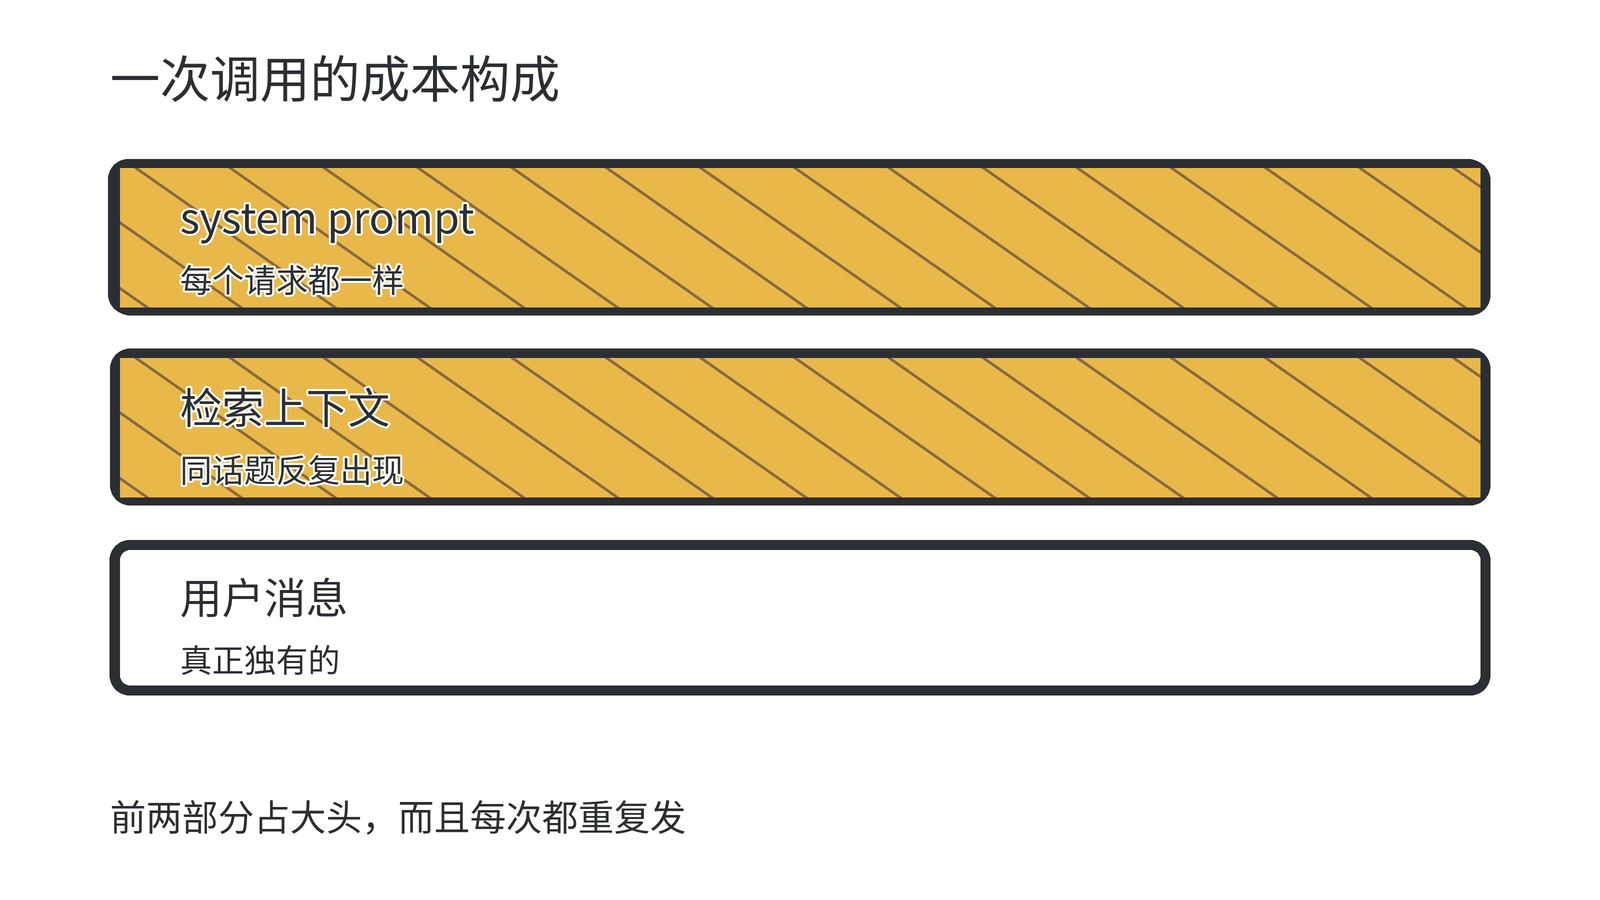 一次调用的成本构成
system prompt
每个请求都一样
检索上下文
同话题反复出现
用户消息
真正独有的
前两部分占大头，而且每次都重复发